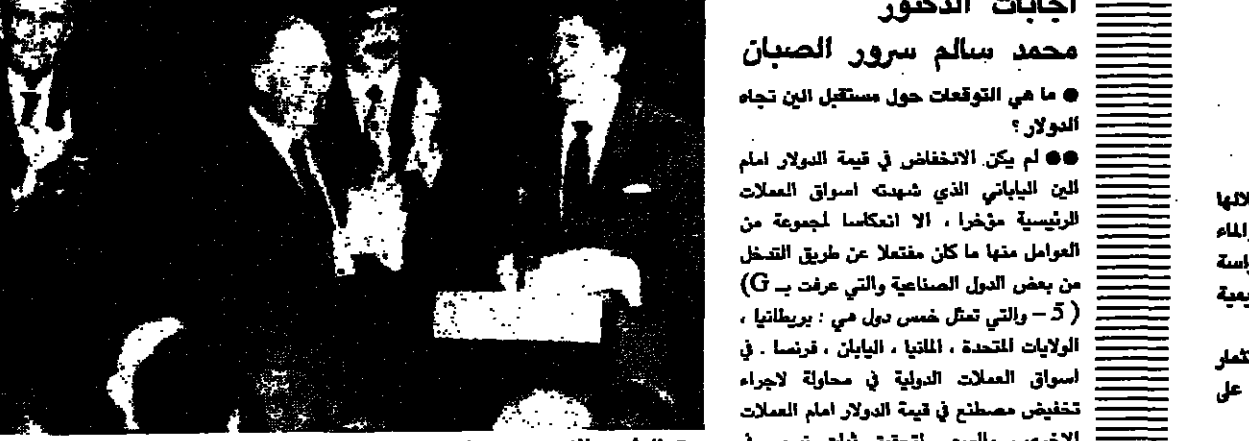 اجابات الدكتور
محمد سالم سرور الصبان
● ما هي التوقعات حول مستقبل الين تجاه
الدولار ؟
●● لم يكن الانخفاض في قيمة الدولار امام
الين الياباني الذي شهدته اسواق العملات
الرئيسية مؤخرا ، الا انعكاسا لمجموعة من
العوامل منها ما كان مفتعلا عن طريق التدخل
من بعض الدول الصناعية والتي عرفت بـ G)
( 5 – والتي تمثل خمس دول هي : بريطانيا ،
الولايات المتحدة ، المانيا ، اليابان ، فرنسا . في
اسواق العملات الدولية في محاولة لاجراء
تخفيض مصطنع في قيمة الدولار امام العملات
الاخرى
على